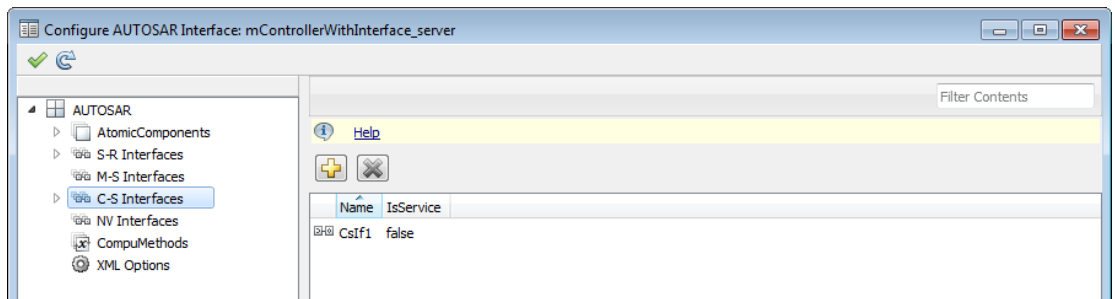 Configure AUTOSAR Interface: mControllerWithInterface_server
Filter Contents
AUTOSAR
AtomicComponents
S-R Interfaces
M-S Interfaces
C-S Interfaces
NV Interfaces
CompuMethods
XML Options
Help
Name IsService
CsIf1 false